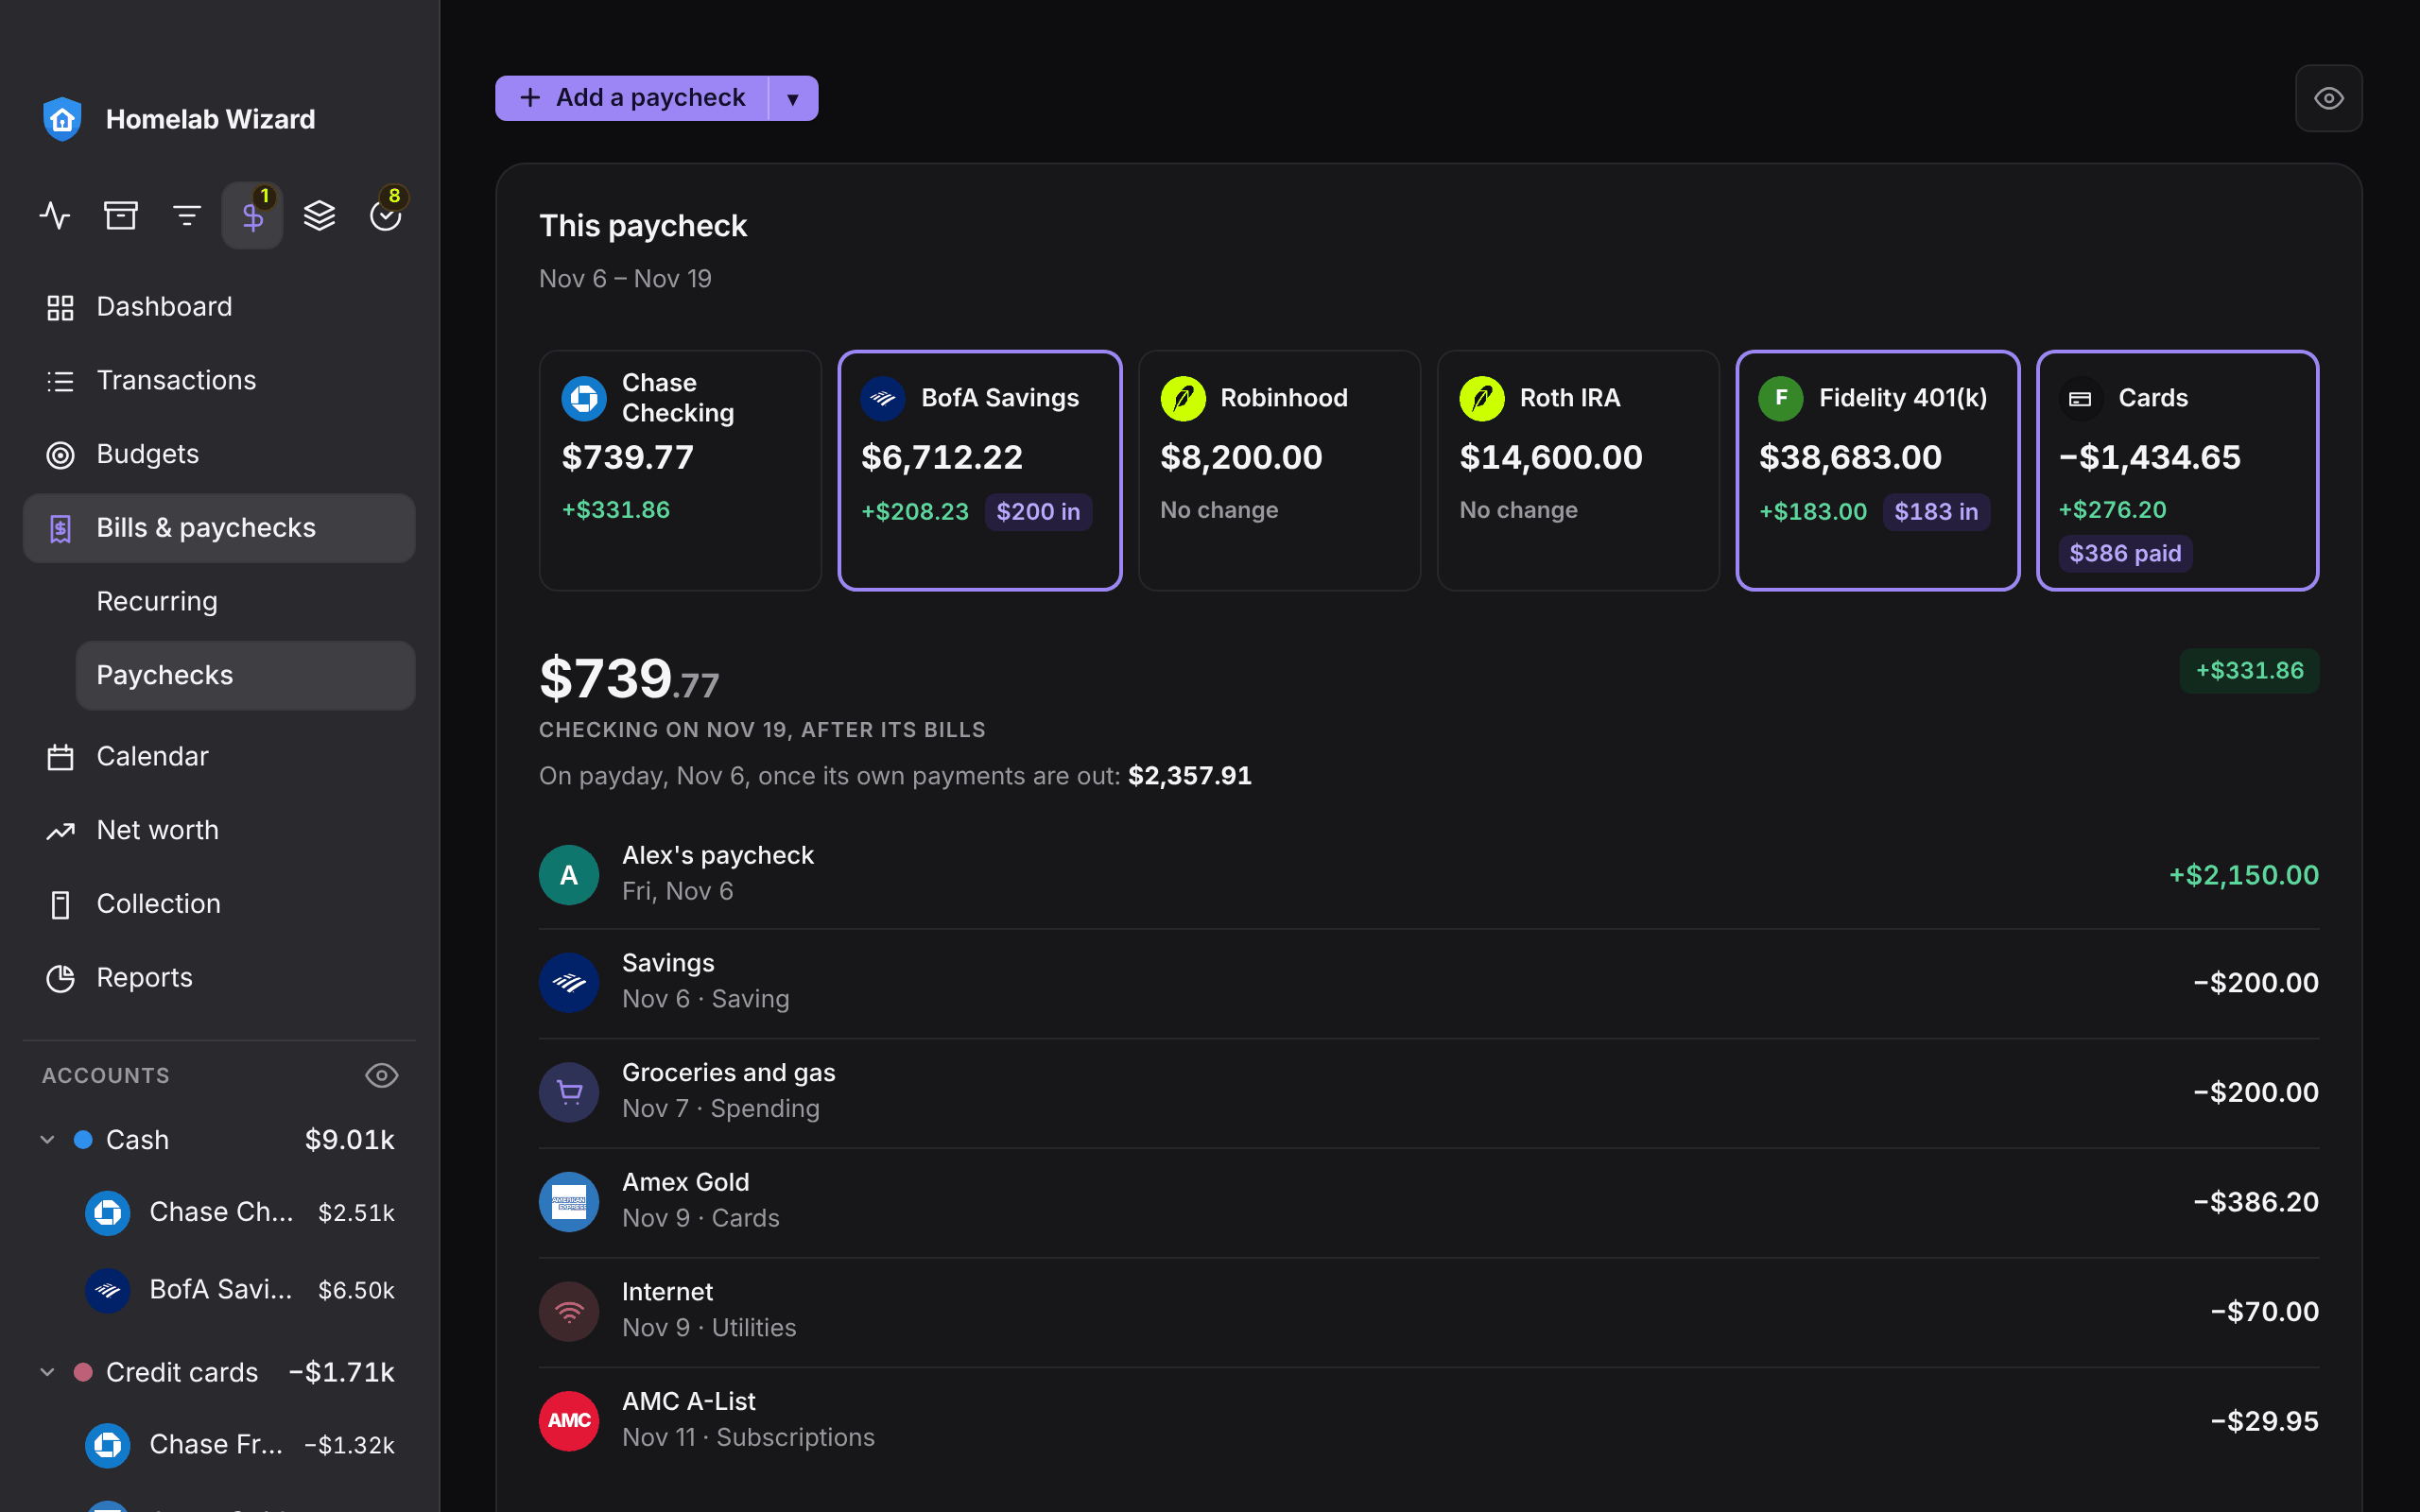 Homelab Wizard
1
8
Dashboard
Transactions
Budgets
Bills & paychecks
Recurring
Paychecks
Calendar
Net worth
Collection
Reports
ACCOUNTS
Cash $9.01k
Chase Ch... $2.51k
BofA Savi... $6.50k
Credit cards −$1.71k
Chase Fr... −$1.32k
+ Add a paycheck ▾
This paycheck
Nov 6 – Nov 19
Chase Checking
$739.77
+$331.86
BofA Savings
$6,712.22
+$208.23 $200 in
Robinhood
$8,200.00
No change
Roth IRA
$14,600.00
No change
F Fidelity 401(k)
$38,683.00
+$183.00 $183 in
Cards
−$1,434.65
+$276.20
$386 paid
$739.77
+$331.86
CHECKING ON NOV 19, AFTER ITS BILLS
On payday, Nov 6, once its own payments are out: $2,357.91
A Alex's paycheck
Fri, Nov 6
+$2,150.00
Savings
Nov 6 · Saving
−$200.00
Groceries and gas
Nov 7 · Spending
−$200.00
AMERICAN EXPRESS
Amex Gold
Nov 9 · Cards
−$386.20
Internet
Nov 9 · Utilities
−$70.00
AMC
AMC A-List
Nov 11 · Subscriptions
−$29.95